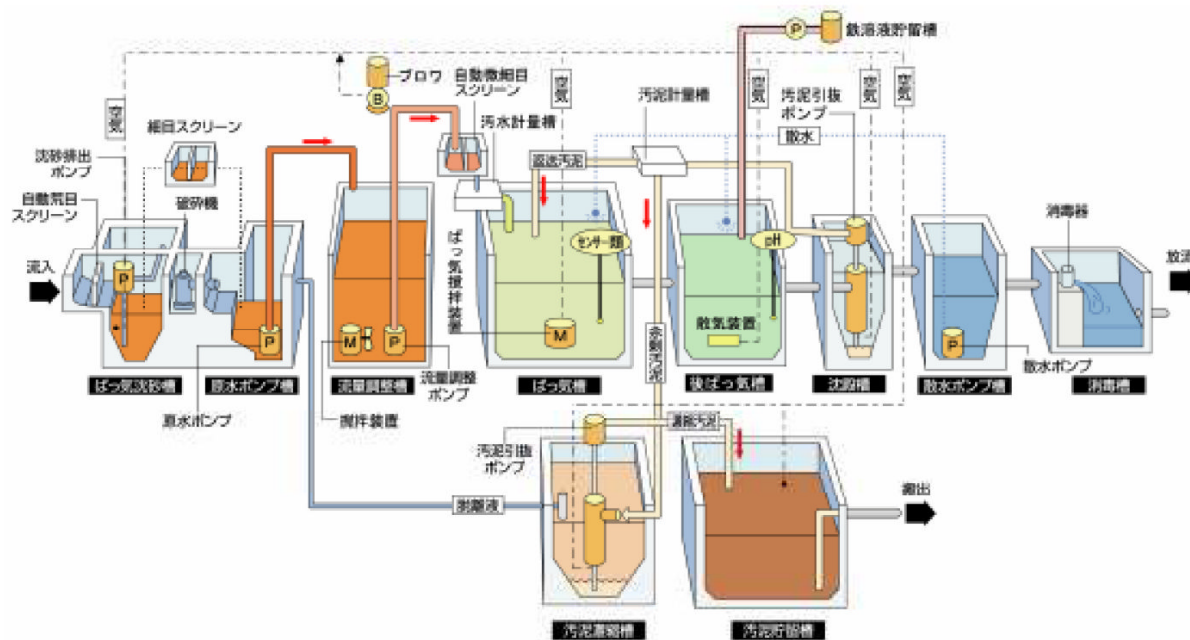 鉄溶液貯留槽
P
ブロワ
B
自動微細目
スクリーン
汚水計量槽
空気
汚泥計量槽
空気
汚泥引抜
ポンプ
空気
空気
散水
空気
細目スクリーン
沈砂排出
ポンプ
自動荒目
スクリーン
破砕機
返送汚泥
消毒器
流入
放流
P
ばっ気撹拌装置
センサー類
pH
余剰汚泥
散気装置
P
M
P
M
P
散水ポンプ
ばっ気沈砂槽
原水ポンプ槽
流量調整槽
流量調整
ポンプ
ばっ気槽
後ばっ気槽
沈殿槽
散水ポンプ槽
消毒槽
原水ポンプ
撹拌装置
汚泥引抜
ポンプ
濃縮汚泥
脱離液
搬出
汚泥濃縮槽
汚泥貯留槽